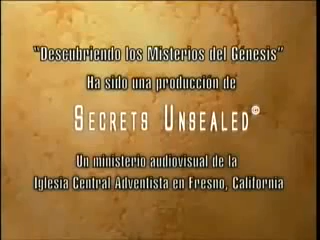 "Descubriendo los Misterios del Génesis"
Ha sido una producción de
SECRETS UNSEALED©
Un ministerio audiovisual de la
Iglesia Central Adventista en Fresno, California